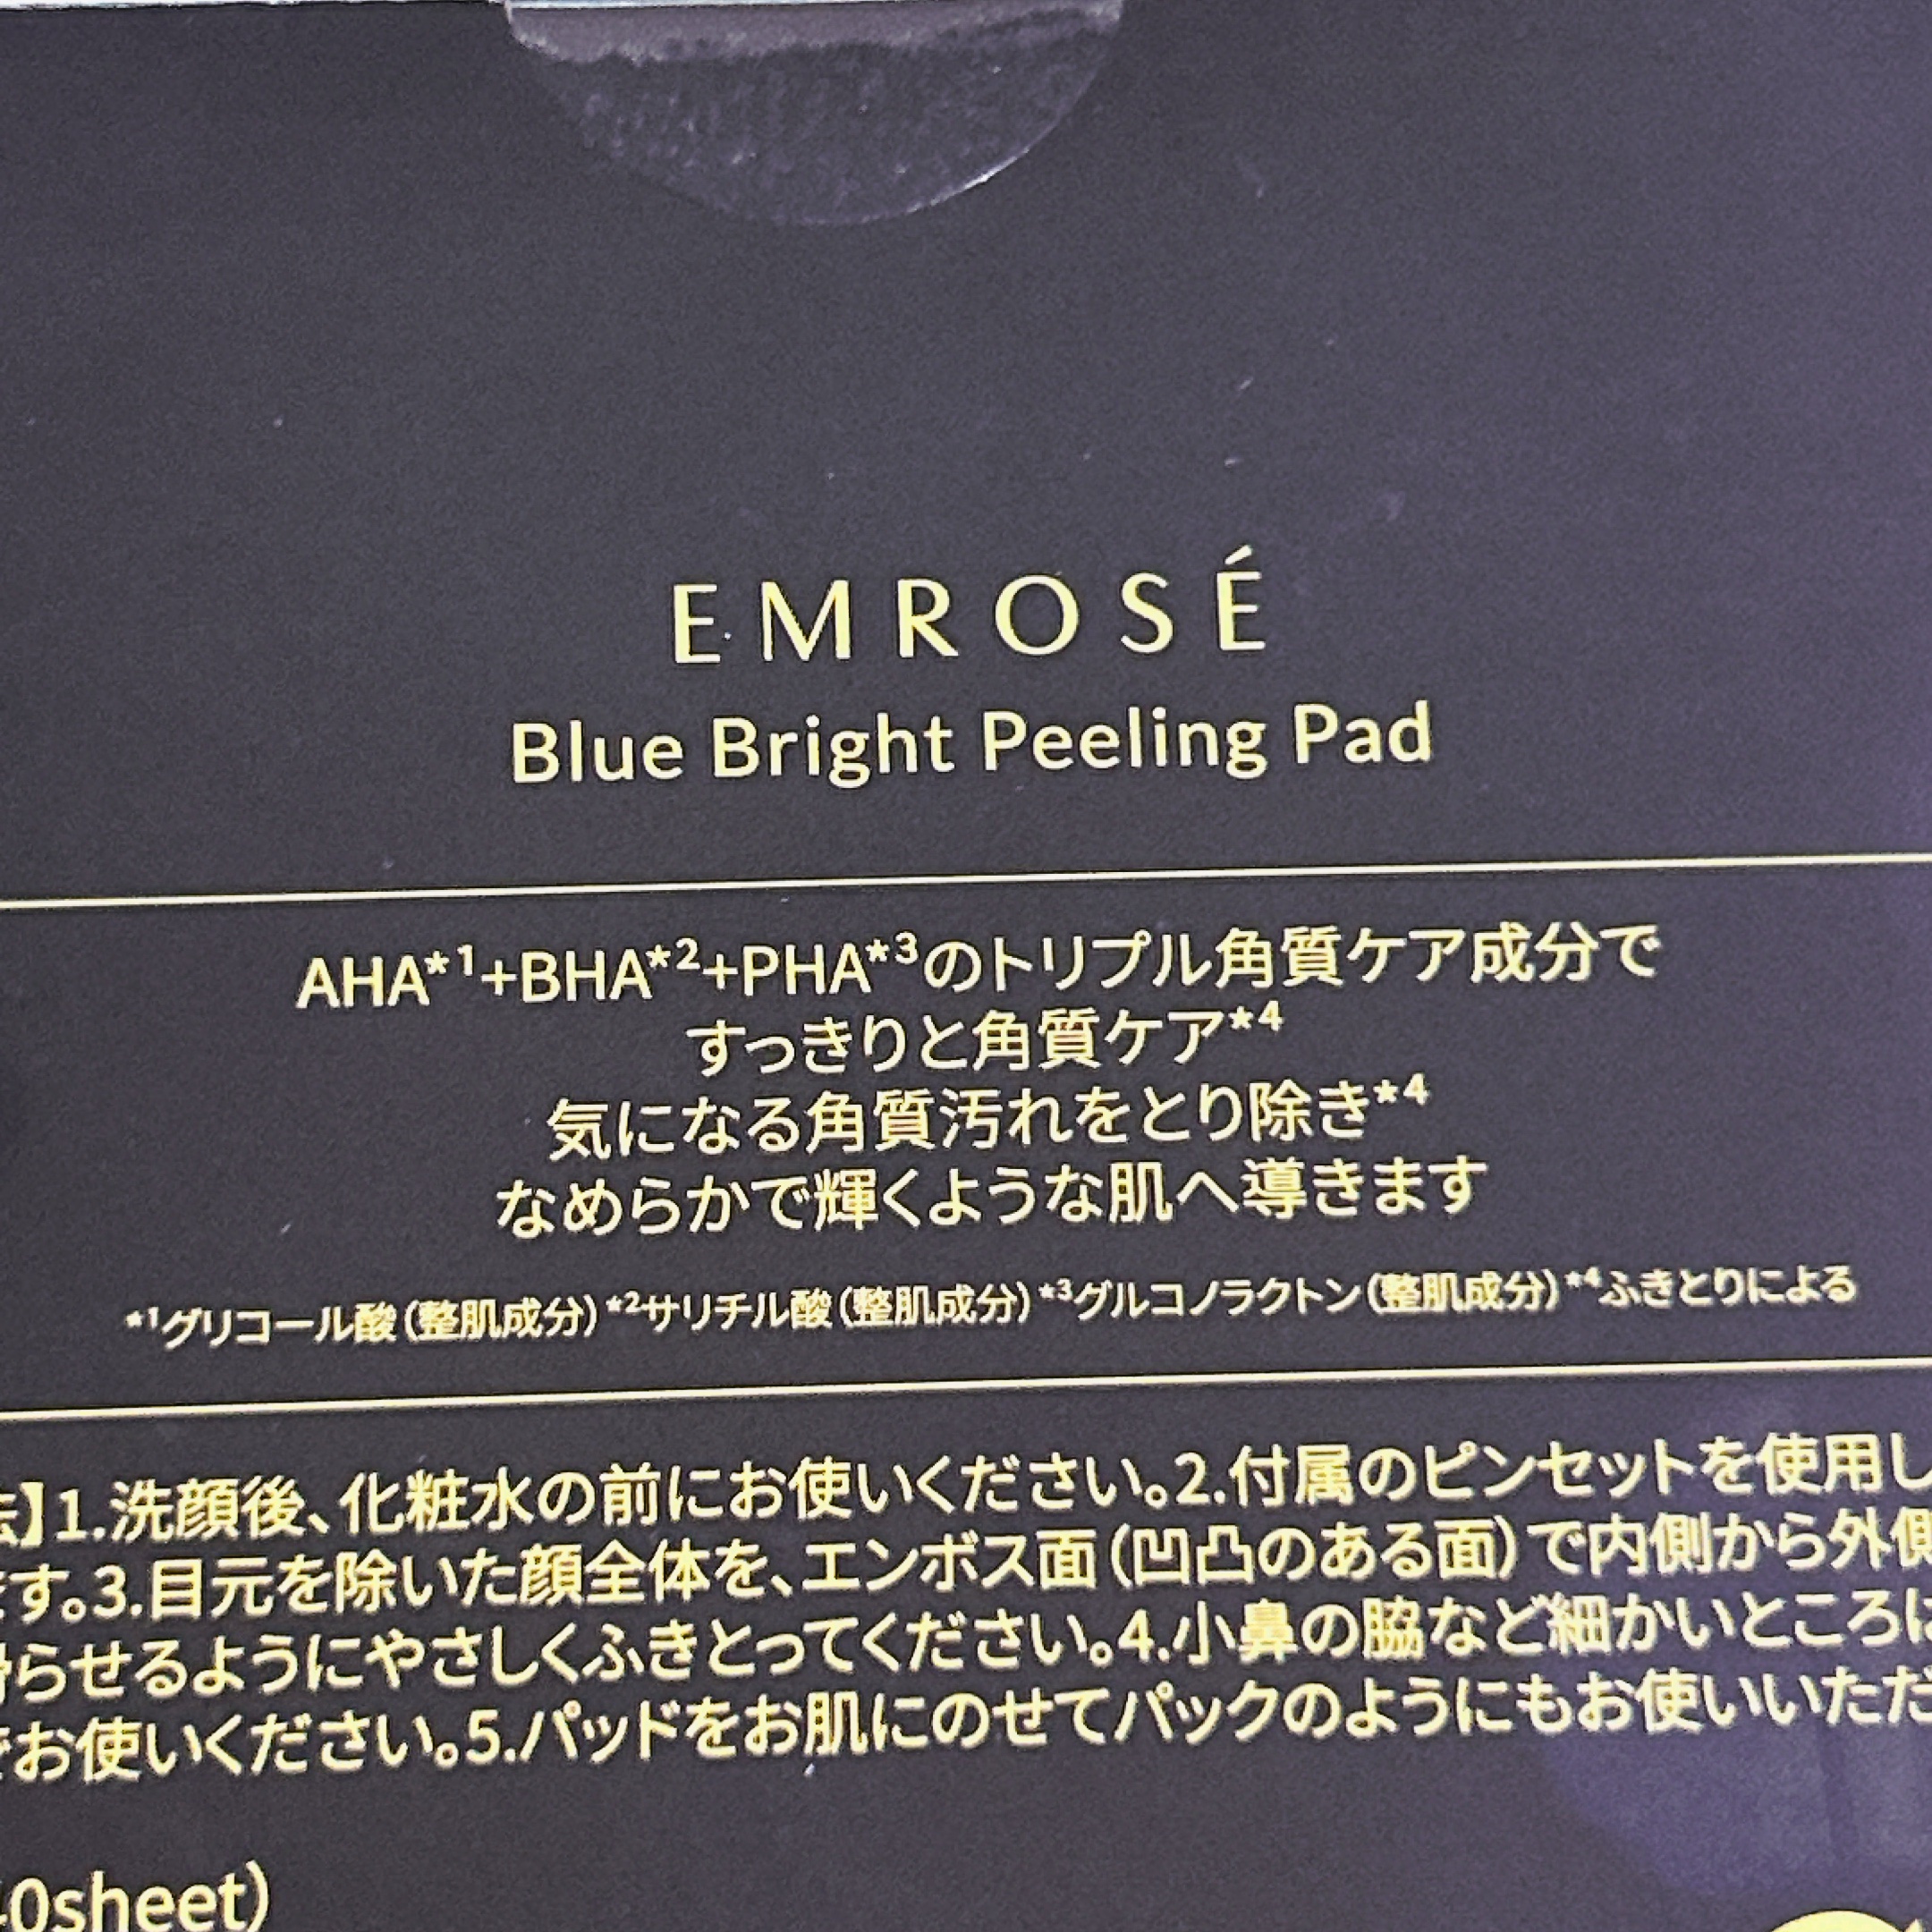 EMROSÉ
Blue Bright Peeling Pad
AHA*¹+BHA*²+PHA*³のトリプル角質ケア成分で
すっきりと角質ケア*⁴
気になる角質汚れをとり除き*⁴
なめらかで輝くような肌へ導きます
*¹グリコール酸(整肌成分)*²サリチル酸(整肌成分)*³グルコノラクトン(整肌成分)*⁴ふきとりによる
法】1.洗顔後、化粧水の前にお使いください。2.付属のピンセットを使用し
ます。3.目元を除いた顔全体を、エンボス面(凹凸のある面)で内側から外側
滑らせるようにやさしくふきとってください。4.小鼻の脇など細かいところは
お使いください。5.パッドをお肌にのせてパックのようにもお使いいただ
0sheet)